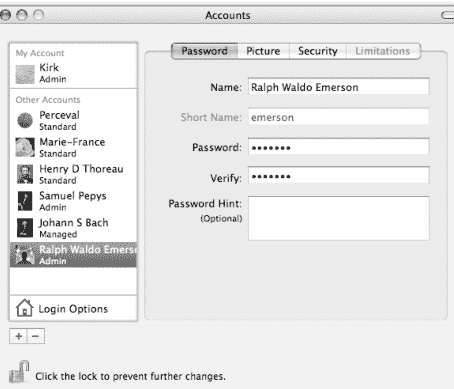 Accounts
My Account
Kirk
Admin
Other Accounts
Perceval
Standard
Marie-France
Standard
Henry D Thoreau
Standard
Samuel Pepys
Admin
Johann S Bach
Managed
Ralph Waldo Emerso
Admin
Login Options
+ −
Password Picture Security Limitations
Name: Ralph Waldo Emerson
Short Name: emerson
Password: •••••••
Verify: •••••••
Password Hint:
(Optional)
Click the lock to prevent further changes.